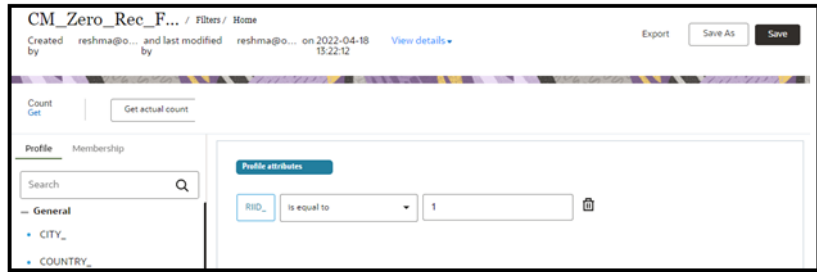 CM_Zero_Rec_F... / Filters / Home
Created by reshma@o... and last modified by reshma@o... on 2022-04-18 13:22:12 View details
Export Save As Save
Count
Get
Get actual count
Profile Membership
Search
General
CITY_
COUNTRY_
Profile attributes
RIID_ Is equal to 1